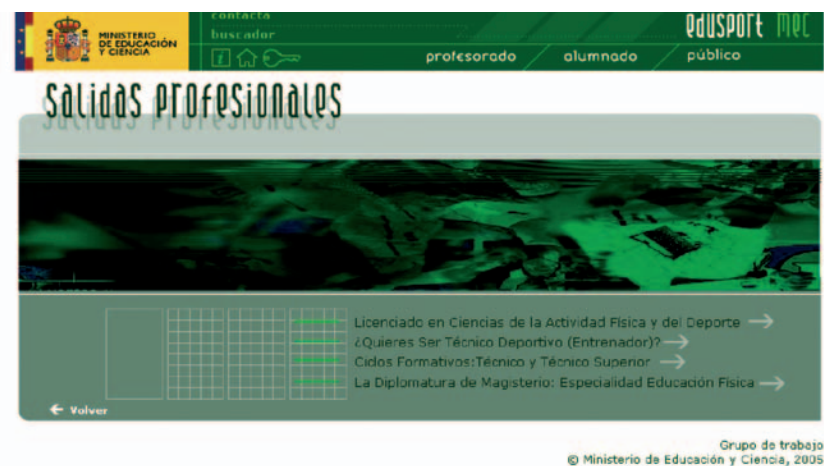 contacta
buscador
MINISTERIO
DE EDUCACIÓN
Y CIENCIA
edusport mec
profesorado
alumnado
público
salidas profesionales
Licenciado en Ciencias de la Actividad Física y del Deporte
¿Quieres Ser Técnico Deportivo (Entrenador)?
Ciclos Formativos:Técnico y Técnico Superior
La Diplomatura de Magisterio: Especialidad Educación Física
Volver
Grupo de trabajo
© Ministerio de Educación y Ciencia, 2005